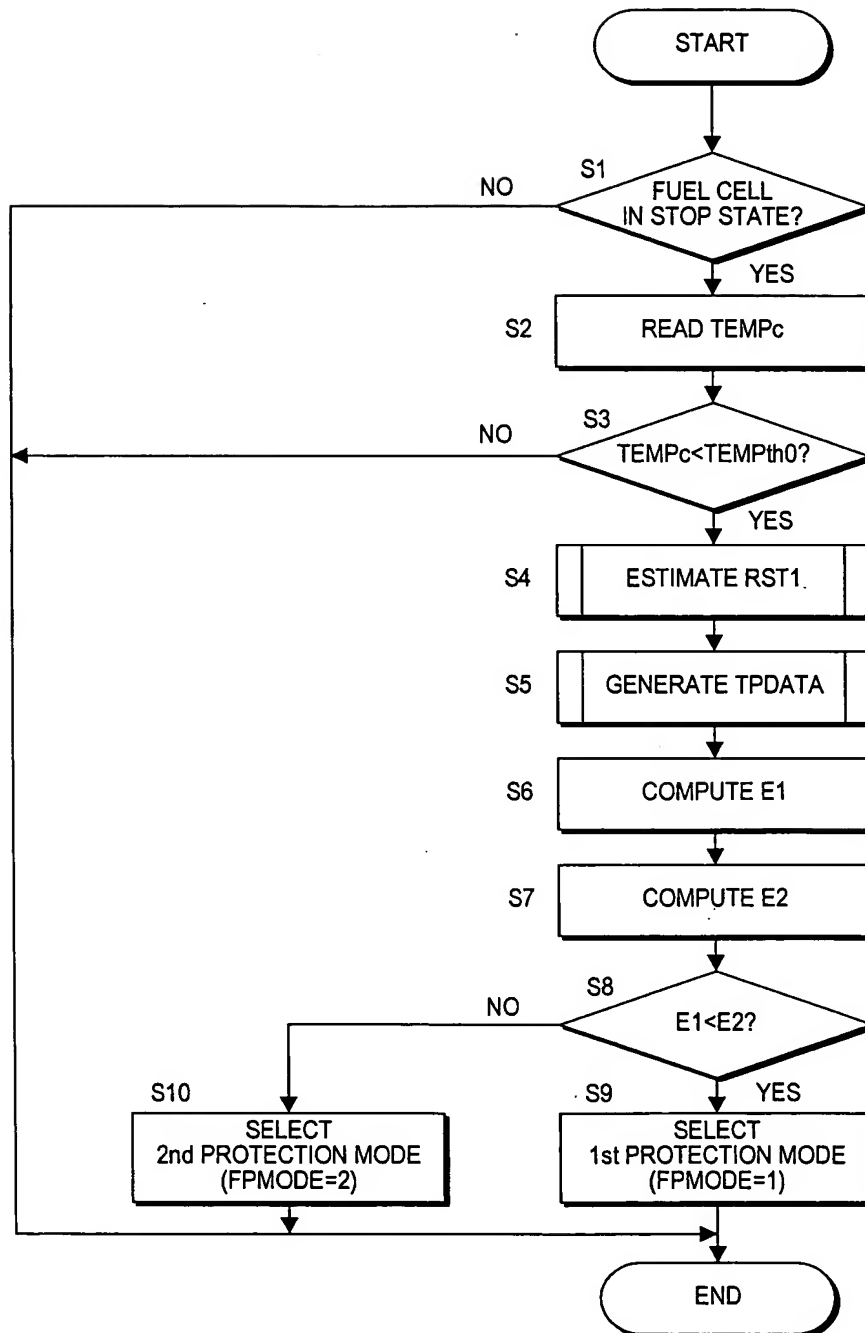 START
S1
NO
FUEL CELL
IN STOP STATE?
YES
S2
READ TEMPc
S3
NO
TEMPc<TEMPth0?
YES
S4
ESTIMATE RST1
S5
GENERATE TPDATA
S6
COMPUTE E1
S7
COMPUTE E2
S8
NO
E1<E2?
S10
S9
YES
SELECT
2nd PROTECTION MODE
(FPMODE=2)
SELECT
1st PROTECTION MODE
(FPMODE=1)
END